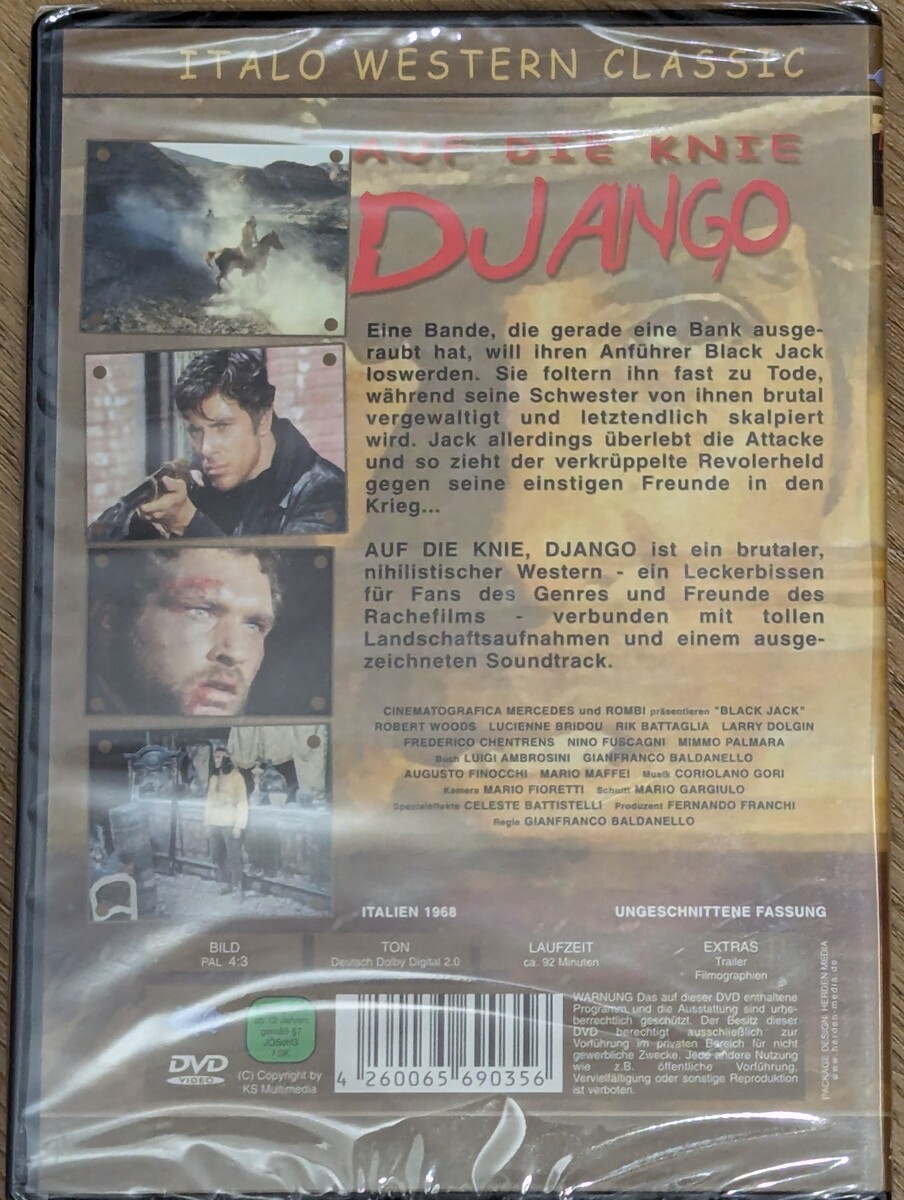 ITALO WESTERN CLASSIC
AUF DIE KNIE
DJANGO
Eine Bande, die gerade eine Bank ausge-
raubt hat, will ihren Anführer Black Jack
loswerden. Sie foltern ihn fast zu Tode,
während seine Schwester von ihnen brutal
vergewaltigt und letztendlich skalpiert
wird. Jack allerdings überlebt die Attacke
und so zieht der verkrüppelte Revolerheld
gegen seine einstigen Freunde in den
Krieg...
AUF DIE KNIE, DJANGO ist ein brutaler,
nihilistischer Western - ein Leckerbissen
für Fans des Genres und Freunde des
Rachefilms - verbunden mit tollen
Landschaftsaufnahmen und einem ausge-
zeichneten Soundtrack.
CINEMATOGRAFICA MERCEDES und ROMBI präsentieren "BLACK JACK"
ROBERT WOODS LUCIENNE BRIDOU RIK BATTAGLIA LARRY DOLGIN
FREDERICO CHENTRENS NINO FUSCAGNI MIMMO PALMARA
Buch LUIGI AMBROSINI GIANFRANCO BALDANELLO
AUGUSTO FINOCCHI MARIO MAFFEI Musik CORIOLANO GORI
Kamera MARIO FIORETTI Schnitt MARIO GARGIULO
Spezialeffekte CELESTE BATTISTELLI Produzent FERNANDO FRANCHI
Regie GIANFRANCO BALDANELLO
ITALIEN 1968 UNGESCHNITTENE FASSUNG
BILD
PAL 4:3
TON
Deutsch Dolby Digital 2.0
LAUFZEIT
ca. 92 Minuten
EXTRAS
Trailer
Filmographien
DVD
VIDEO
ab 12 Jahren
gemäß §7
JÖSchG
FSK
(C) Copyright by
KS Multimedia
4 260065 690356
WARNUNG Das auf dieser DVD enthaltene
Programm und die Ausstattung sind urhe-
berrechtlich geschützt. Der Besitz dieser
DVD berechtigt ausschließlich zur
Vorführung im privaten Bereich für nicht
gewerbliche Zwecke. Jede andere Nutzung
wie z.B. öffentliche Vorführung,
Vervielfältigung oder sonstige Reproduktion
ist verboten.
PACKAGE DESIGN: HERDEN MEDIA
www.herden-media.de